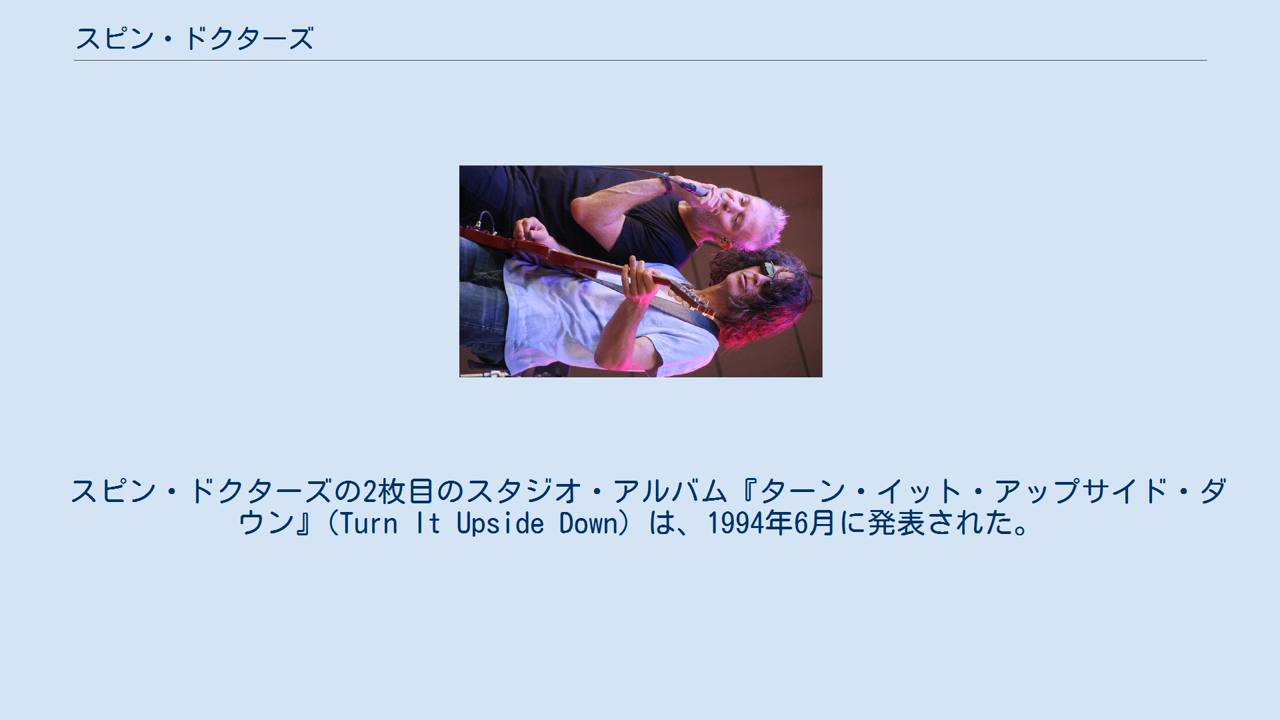 スピン・ドクターズ
スピン・ドクターズの2枚目のスタジオ・アルバム『ターン・イット・アップサイド・ダ
ウン』(Turn It Upside Down) は、1994年6月に発表された。